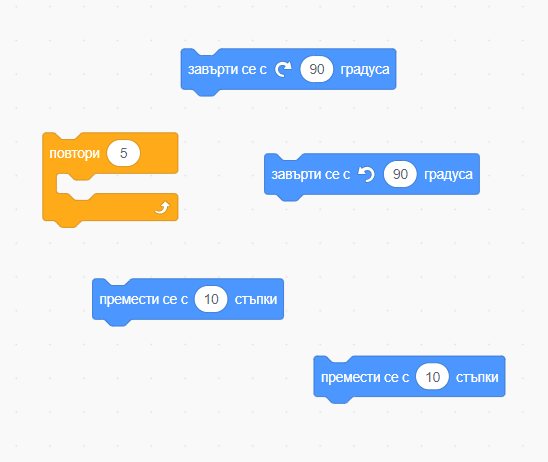 завърти се с 90 градуса
повтори 5
завърти се с 90 градуса
премести се с 10 стъпки
премести се с 10 стъпки